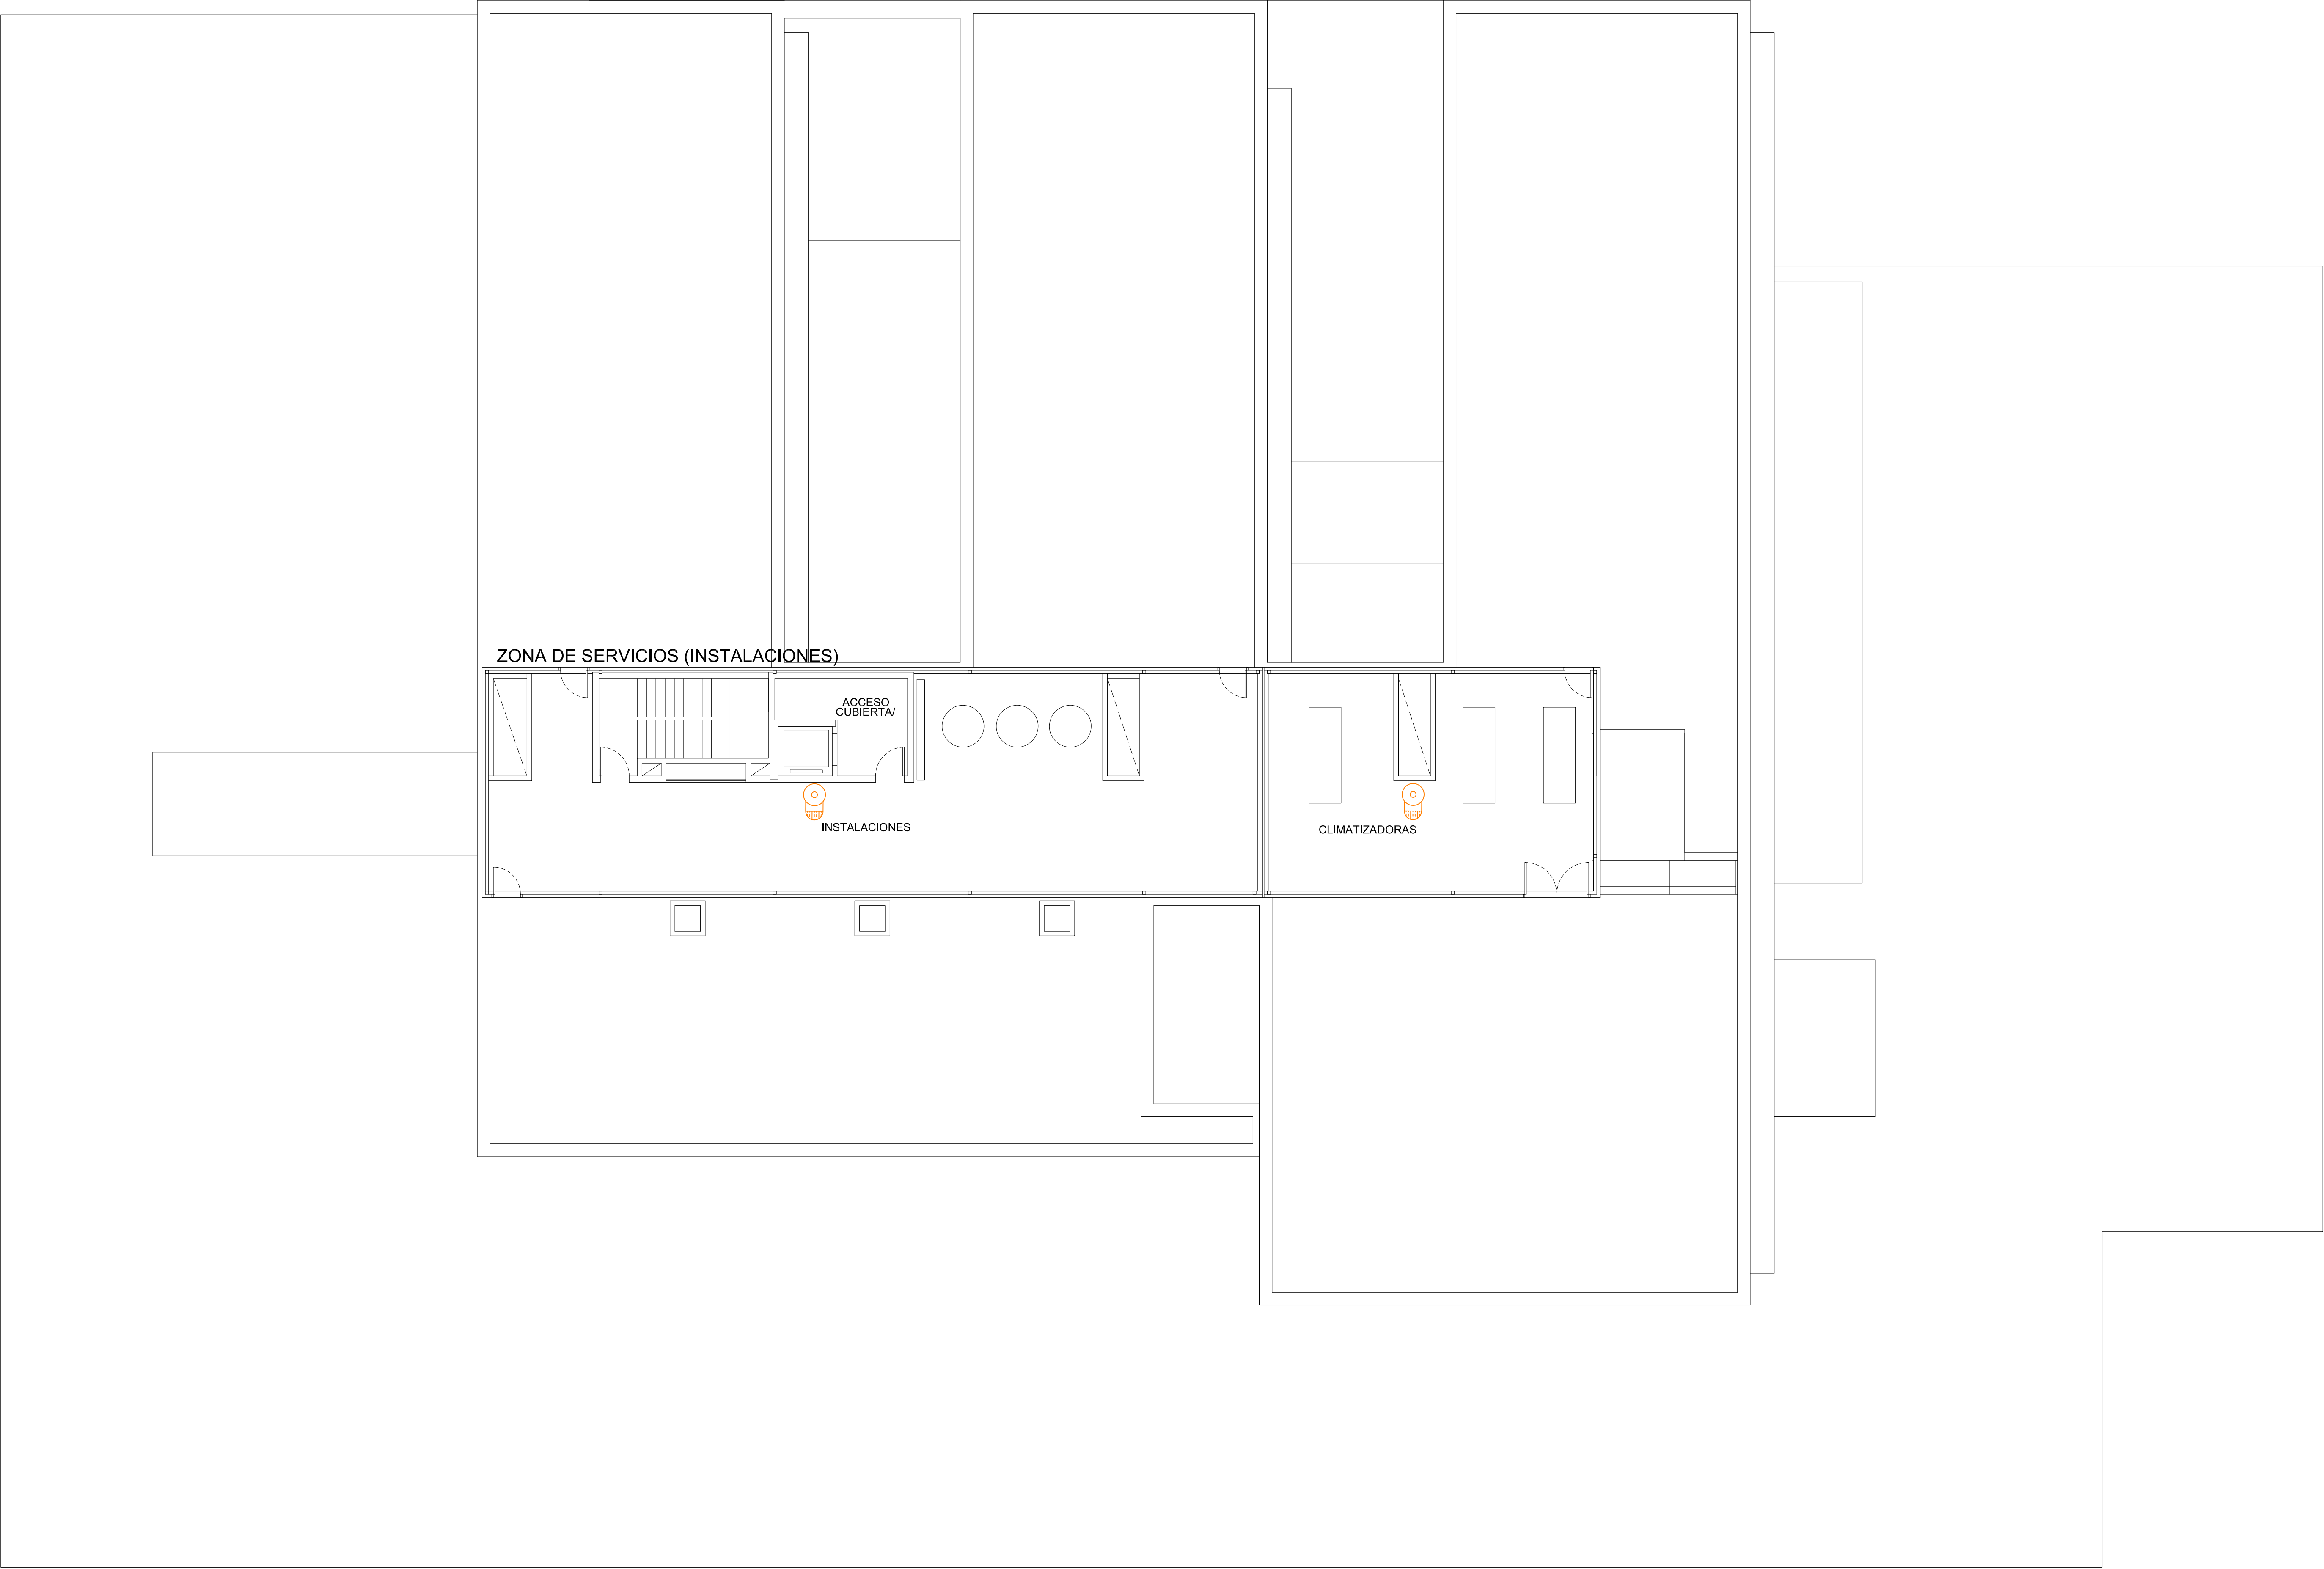 ZONA DE SERVICIOS (INSTALACIONES)
ACCESO
CUBIERTA/
INSTALACIONES
CLIMATIZADORAS